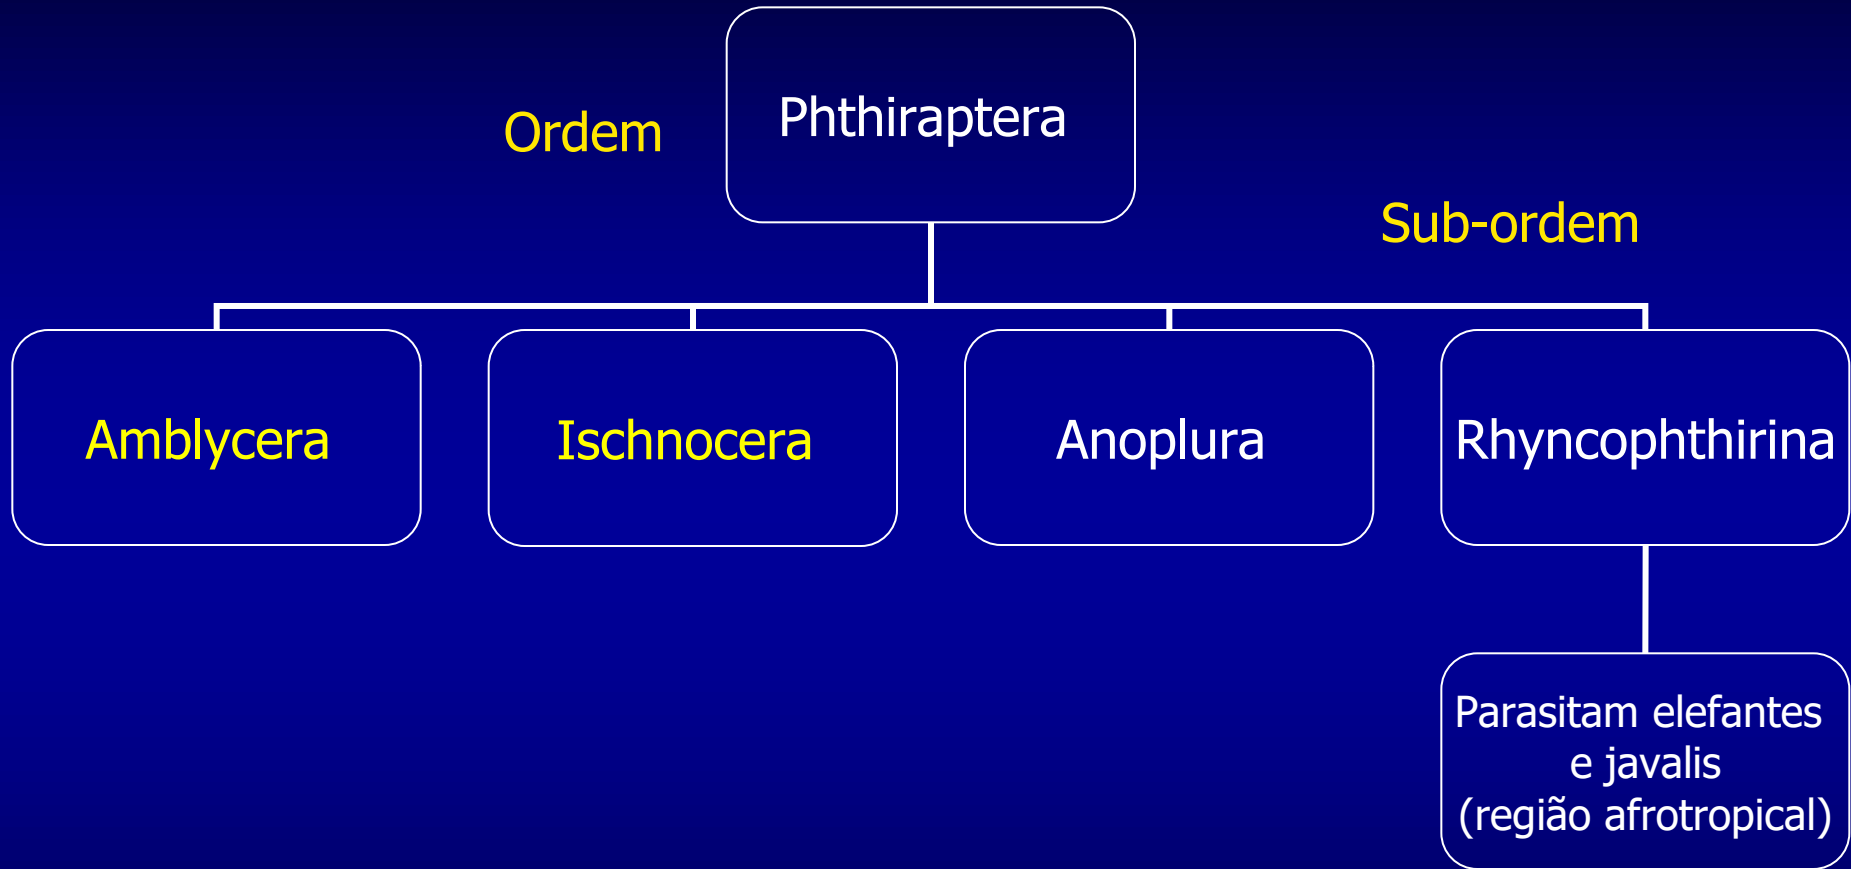 Phthiraptera
Ordem
Sub-ordem
Amblycera
Ischnocera
Anoplura
Rhyncophthirina
Parasitam elefantes
e javalis
(região afrotropical)